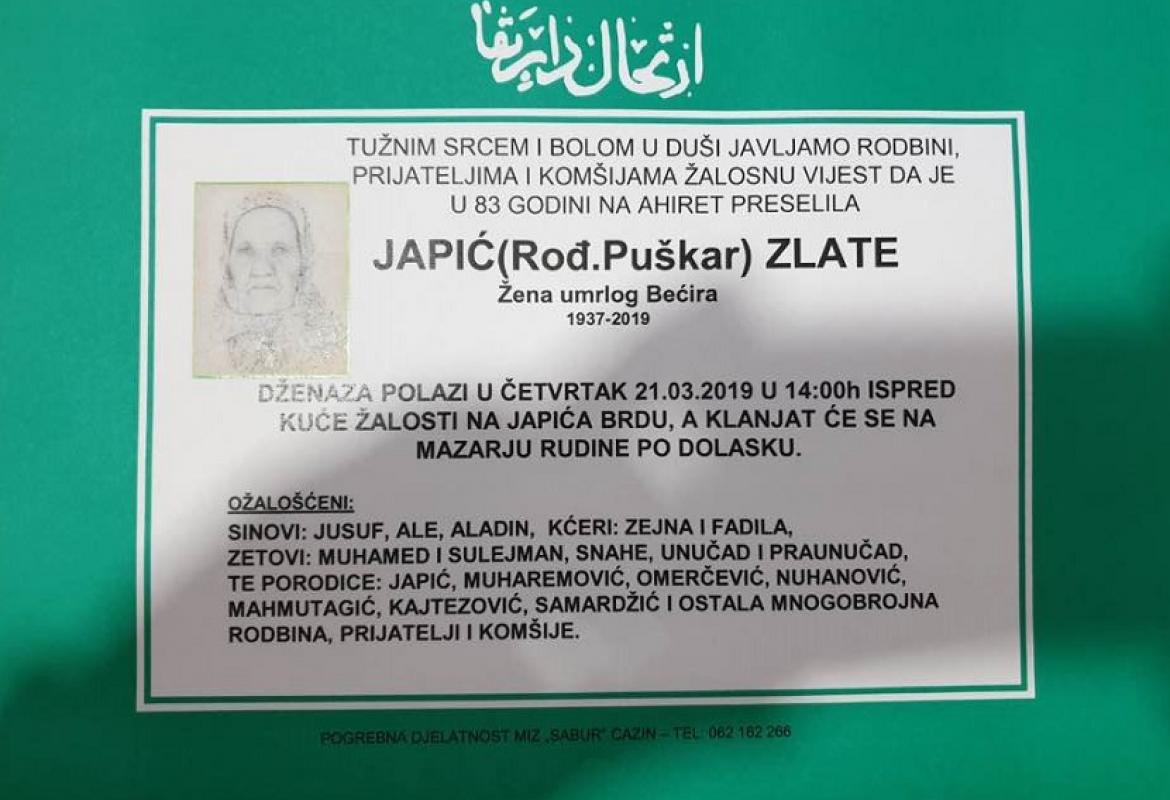 ارتحال دار بقا
TUŽNIM SRCEM I BOLOM U DUŠI JAVLJAMO RODBINI,
PRIJATELJIMA I KOMŠIJAMA ŽALOSNU VIJEST DA JE
U 83 GODINI NA AHIRET PRESELILA
JAPIĆ(Rođ.Puškar) ZLATE
Žena umrlog Bećira
1937-2019
DŽENAZA POLAZI U ČETVRTAK 21.03.2019 U 14:00h ISPRED
KUĆE ŽALOSTI NA JAPIĆA BRDU, A KLANJAT ĆE SE NA
MAZARJU RUDINE PO DOLASKU.
OŽALOŠĆENI:
SINOVI: JUSUF, ALE, ALADIN, KĆERI: ZEJNA I FADILA,
ZETOVI: MUHAMED I SULEJMAN, SNAHE, UNUČAD I PRAUNUČAD,
TE PORODICE: JAPIĆ, MUHAREMOVIĆ, OMERČEVIĆ, NUHANOVIĆ,
MAHMUTAGIĆ, KAJTEZOVIĆ, SAMARDŽIĆ I OSTALA MNOGOBROJNA
RODBINA, PRIJATELJI I KOMŠIJE.
POGREBNA DJELATNOST MIZ „SABUR" CAZIN – TEL: 062 182 266